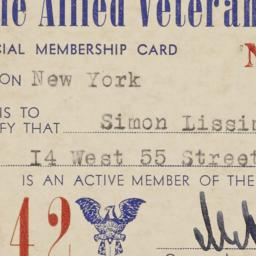 le Allied Veteran
CIAL MEMBERSHIP CARD
ON New York
IS TO
FY THAT Simon Lissin
14 West 55 Street
IS AN ACTIVE MEMBER OF THE
42